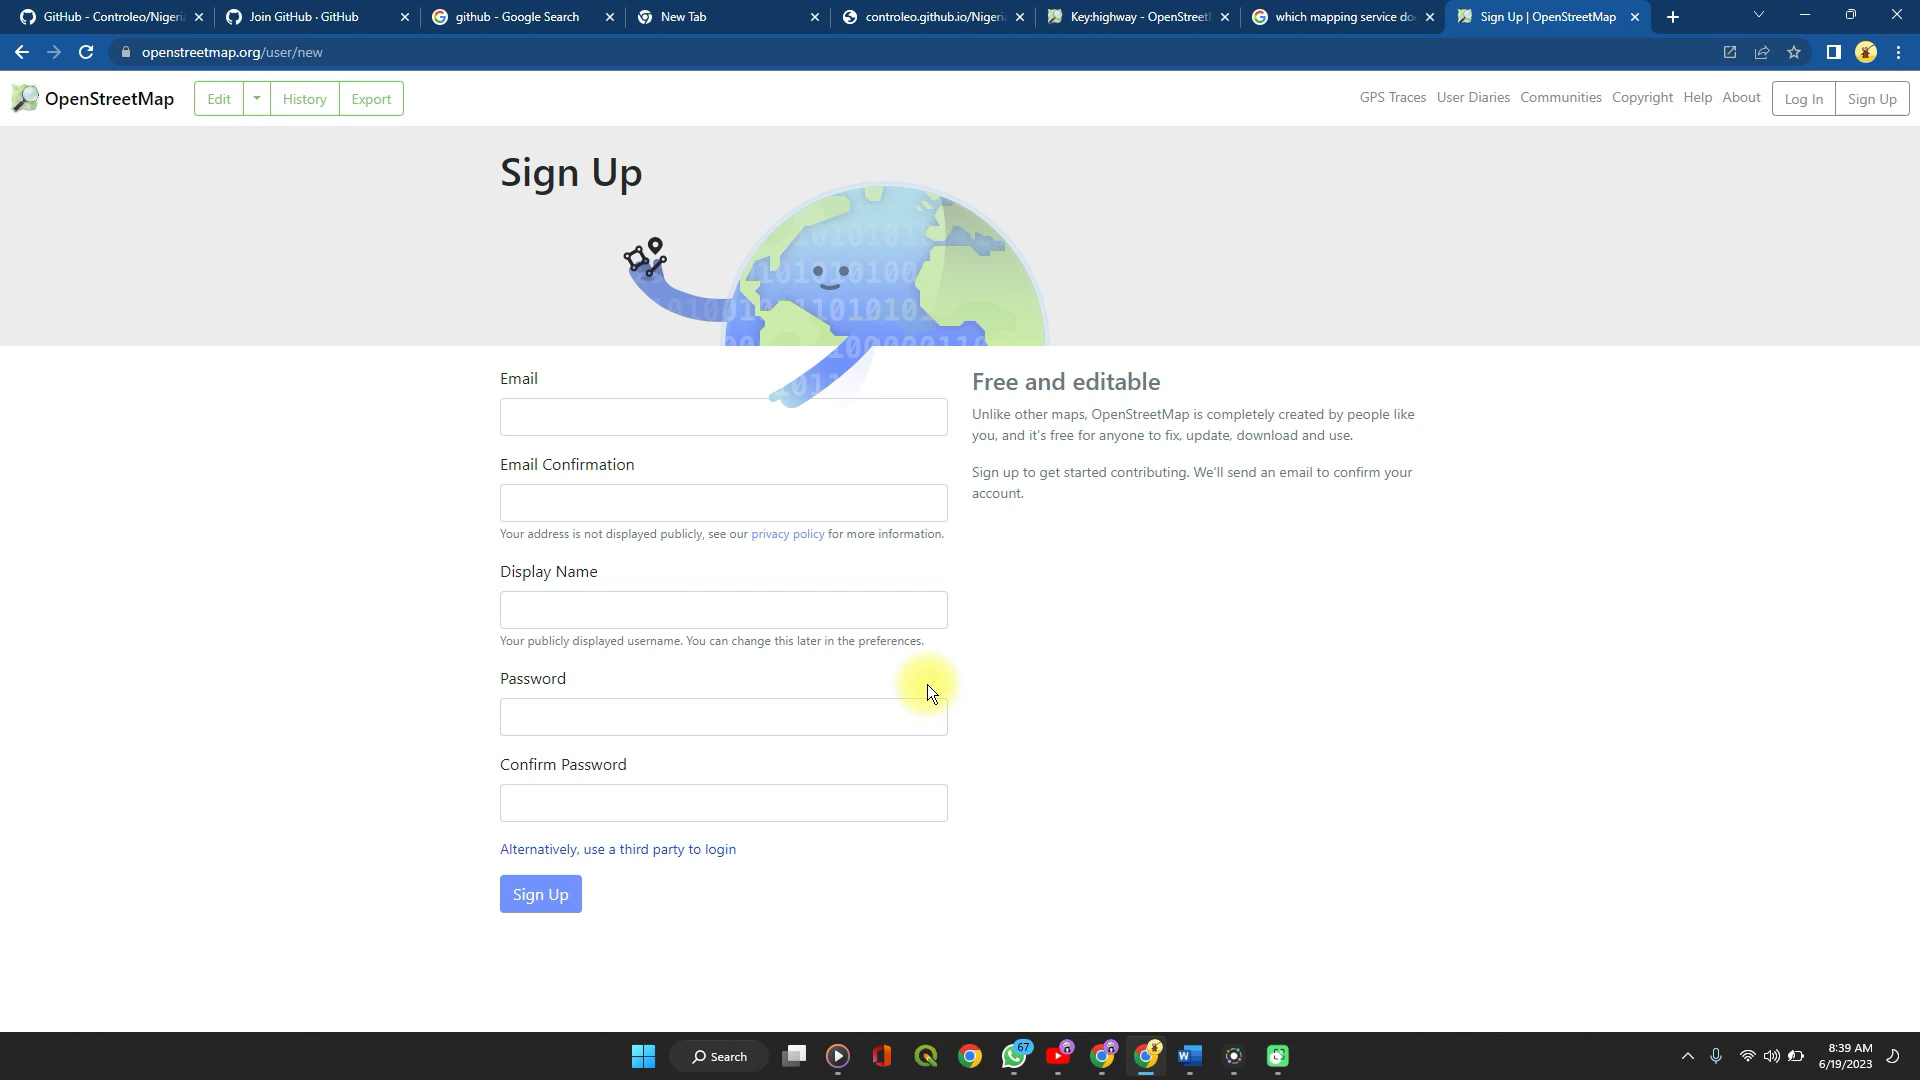 GitHub - Controleo/Nigeri
Join GitHub · GitHub
github - Google Search
New Tab
controleo.github.io/Nigeri
Key:highway - OpenStreet
which mapping service do
Sign Up | OpenStreetMap
openstreetmap.org/user/new
OpenStreetMap
Edit
History
Export
GPS Traces
User Diaries
Communities
Copyright
Help
About
Log In
Sign Up
Sign Up
Email
Email Confirmation
Your address is not displayed publicly, see our privacy policy for more information.
Display Name
Your publicly displayed username. You can change this later in the preferences.
Password
Confirm Password
Alternatively, use a third party to login
Sign Up
Free and editable
Unlike other maps, OpenStreetMap is completely created by people like
you, and it's free for anyone to fix, update, download and use.
Sign up to get started contributing. We'll send an email to confirm your
account.
Search
67
8:39 AM
6/19/2023